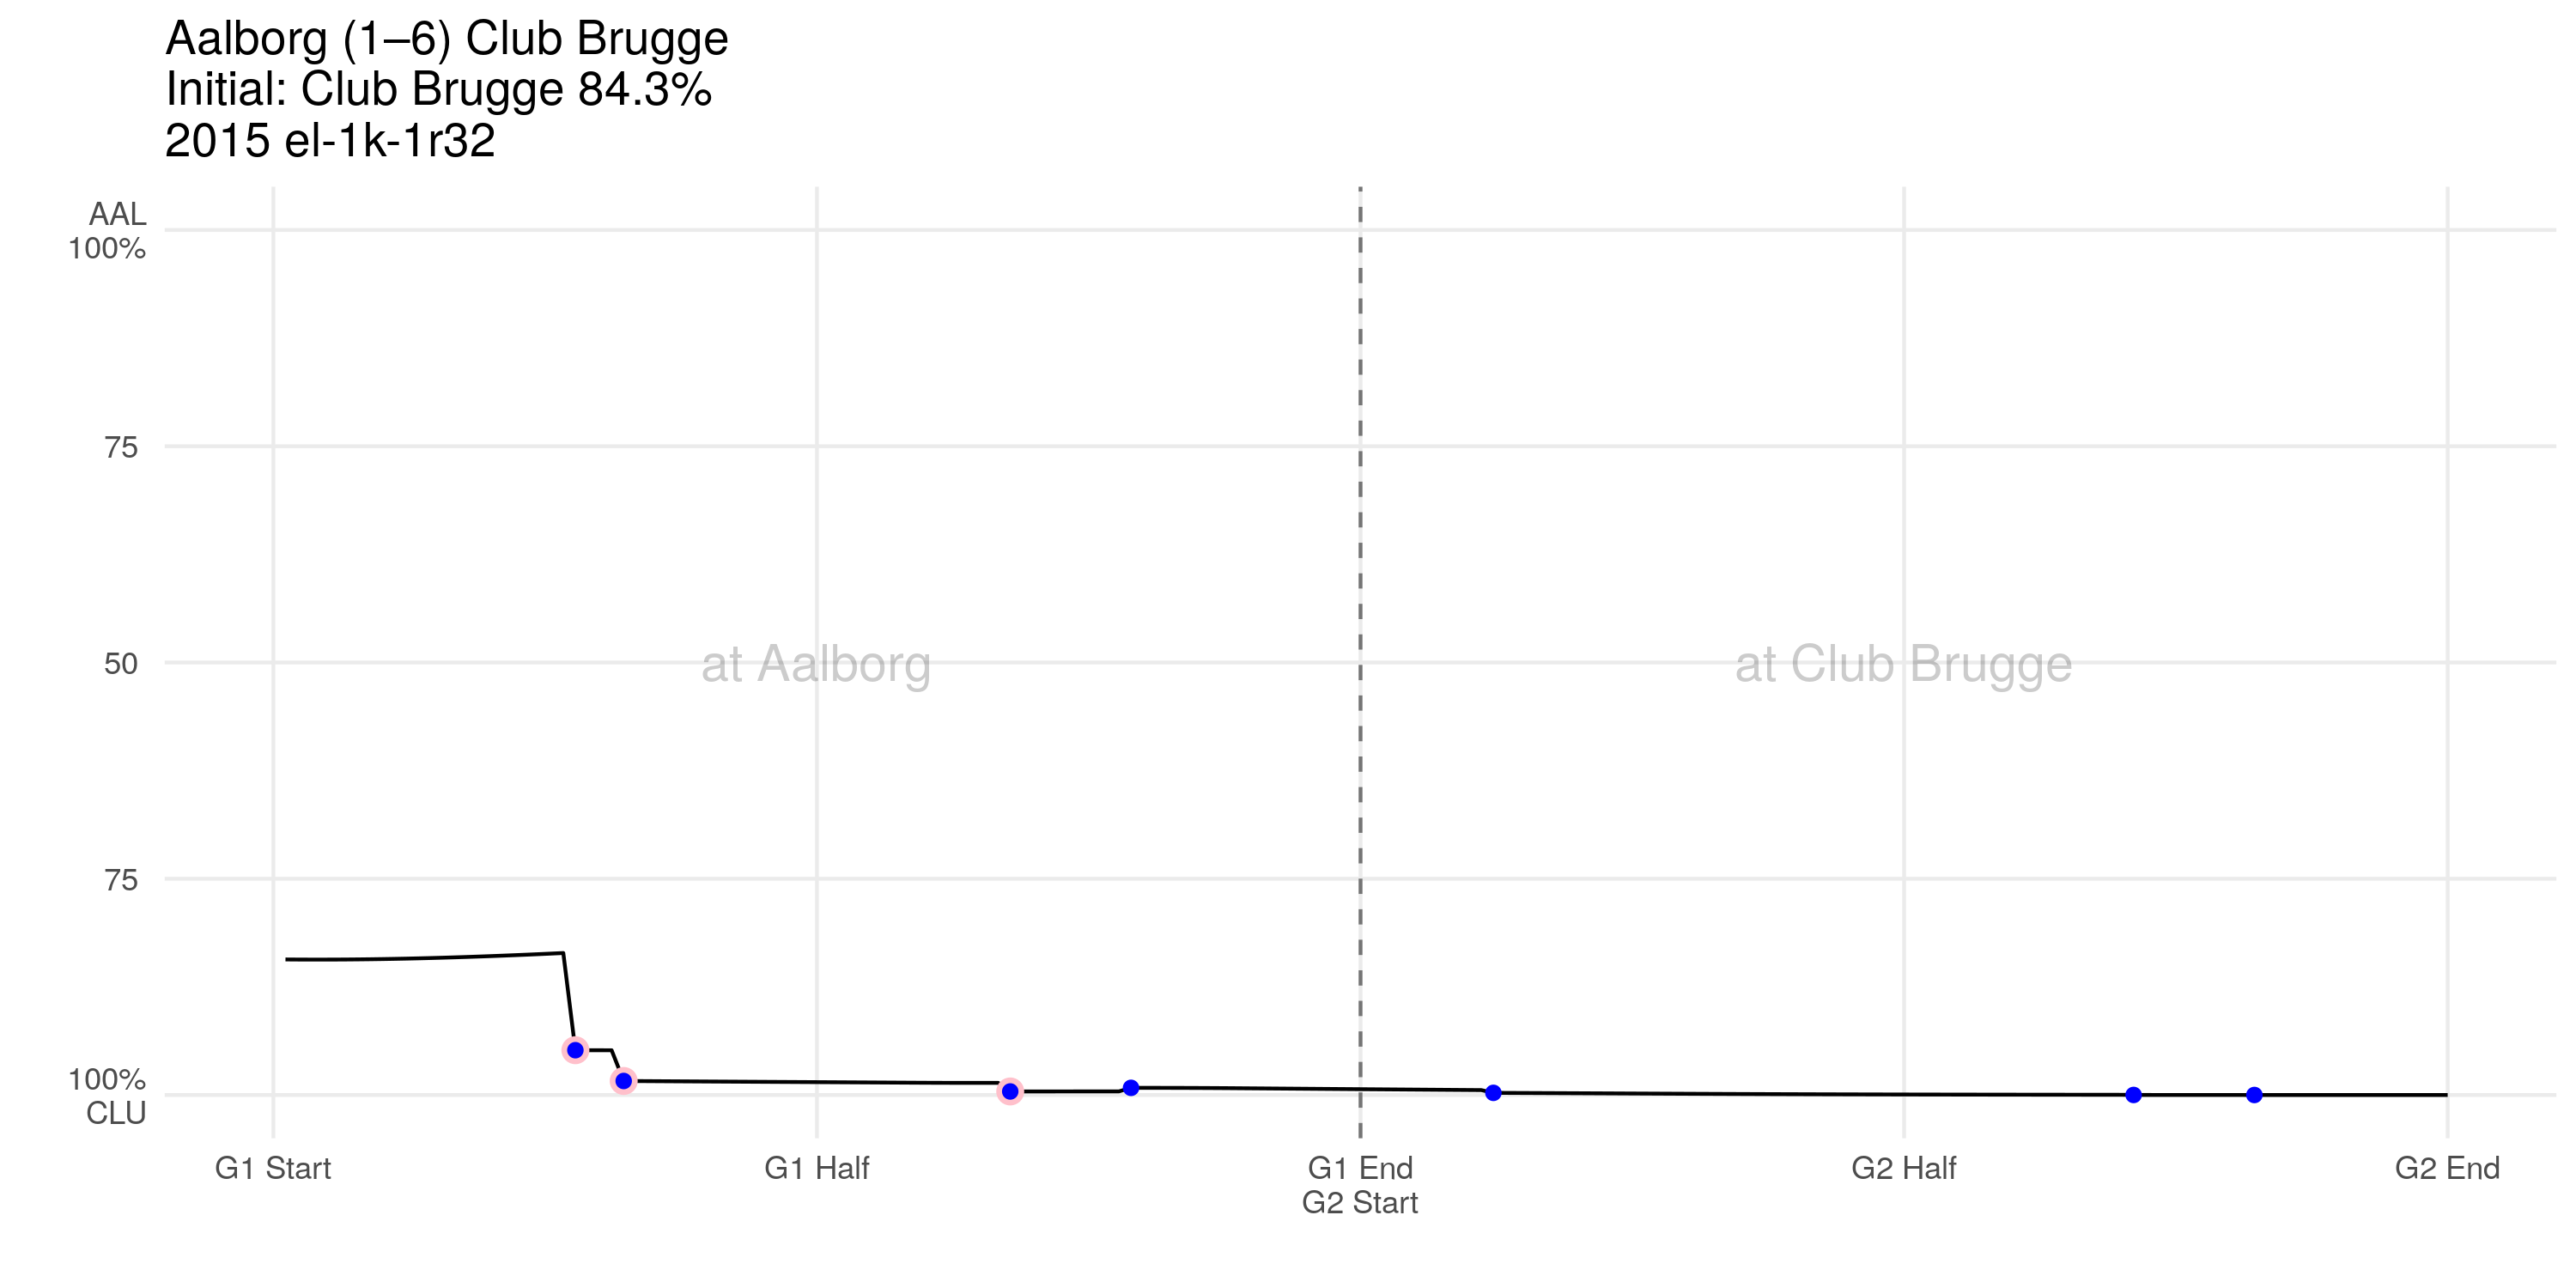 Aalborg (1–6) Club Brugge
Initial: Club Brugge 84.3%
2015 el-1k-1r32
AAL
100%
75
50
75
100%
CLU
at Aalborg
at Club Brugge
G1 Start
G1 Half
G1 End
G2 Start
G2 Half
G2 End